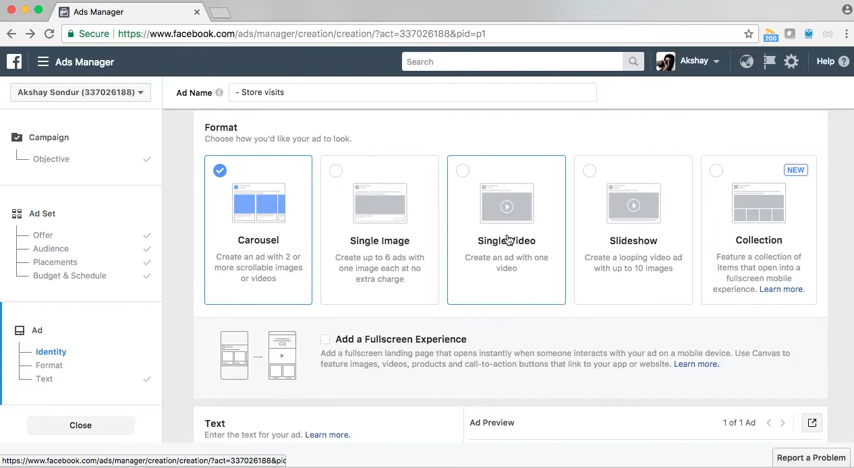 Ads Manager
Secure https://www.facebook.com/ads/manager/creation/creation/?act=337026188&pid=p1
200
Ads Manager
Search
Akshay
Help
Akshay Sondur (337026188)
Ad Name
- Store visits
Campaign
Objective
Ad Set
Offer
Audience
Placements
Budget & Schedule
Ad
Identity
Format
Text
Close
Format
Choose how you'd like your ad to look.
Carousel
Create an ad with 2 or
more scrollable images
or videos
Single Image
Create up to 6 ads with
one image each at no
extra charge
Single Video
Create an ad with one
video
Slideshow
Create a looping video ad
with up to 10 images
NEW
Collection
Feature a collection of
items that open into a
fullscreen mobile
experience. Learn more.
Add a Fullscreen Experience
Add a fullscreen landing page that opens instantly when someone interacts with your ad on a mobile device. Use Canvas to
feature images, videos, products and call-to-action buttons that link to your app or website. Learn more.
Text
Enter the text for your ad. Learn more.
Ad Preview
1 of 1 Ad
https://www.facebook.com/ads/manager/creation/creation/?act=337026188&pi
Report a Problem